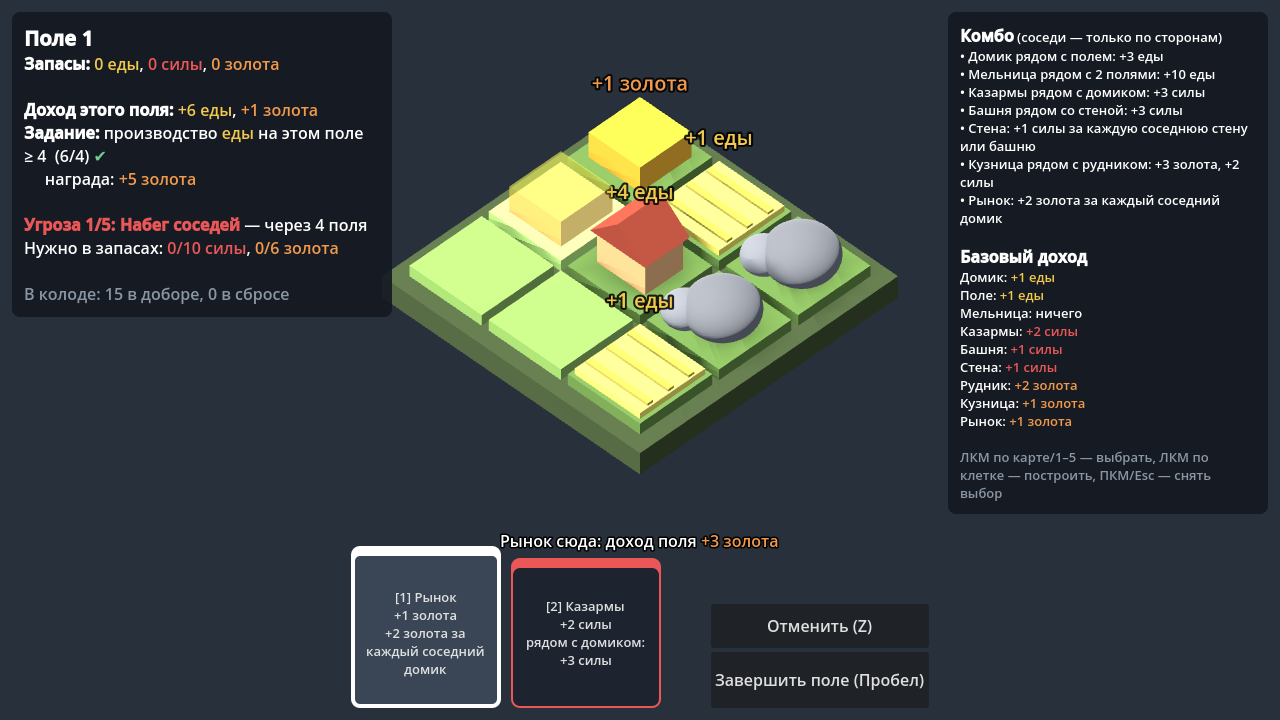 Поле 1
Запасы: 0 еды, 0 силы, 0 золота
Доход этого поля: +6 еды, +1 золота
Задание: производство еды на этом поле
≥ 4 (6/4) ✔
награда: +5 золота
Угроза 1/5: Набег соседей — через 4 поля
Нужно в запасах: 0/10 силы, 0/6 золота
В колоде: 15 в доборе, 0 в сбросе
+1 золота
+1 еды
+4 еды
+1 еды
Комбо (соседи — только по сторонам)
• Домик рядом с полем: +3 еды
• Мельница рядом с 2 полями: +10 еды
• Казармы рядом с домиком: +3 силы
• Башня рядом со стеной: +3 силы
• Стена: +1 силы за каждую соседнюю стену
или башню
• Кузница рядом с рудником: +3 золота, +2
силы
• Рынок: +2 золота за каждый соседний
домик
Базовый доход
Домик: +1 еды
Поле: +1 еды
Мельница: ничего
Казармы: +2 силы
Башня: +1 силы
Стена: +1 силы
Рудник: +2 золота
Кузница: +1 золота
Рынок: +1 золота
ЛКМ по карте/1–5 — выбрать, ЛКМ по
клетке — построить, ПКМ/Esc — снять
выбор
Рынок сюда: доход поля +3 золота
[1] Рынок
+1 золота
+2 золота за
каждый соседний
домик
[2] Казармы
+2 силы
рядом с домиком:
+3 силы
Отменить (Z)
Завершить поле (Пробел)